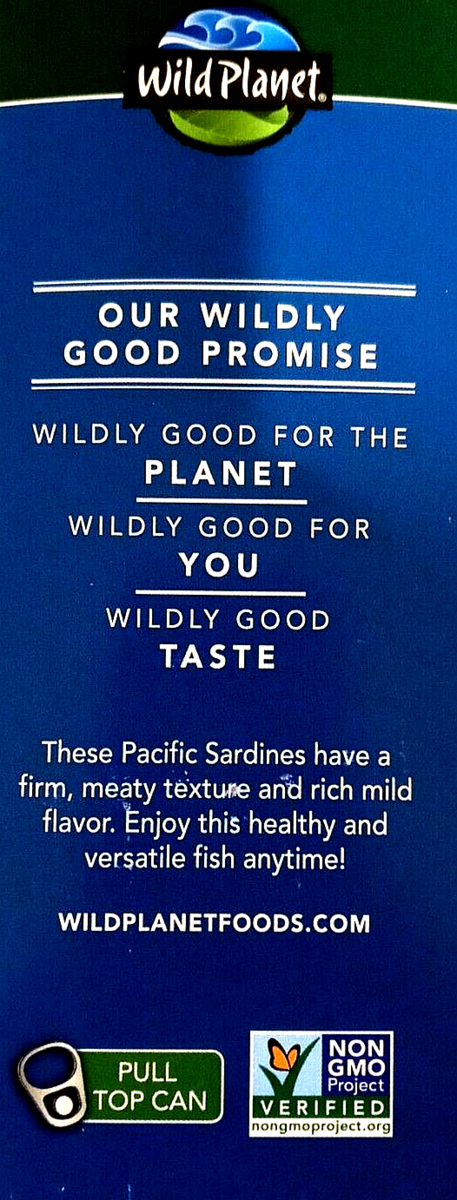 Wild Planet®
OUR WILDLY
GOOD PROMISE
WILDLY GOOD FOR THE
PLANET
WILDLY GOOD FOR
YOU
WILDLY GOOD
TASTE
These Pacific Sardines have a
firm, meaty texture and rich mild
flavor. Enjoy this healthy and
versatile fish anytime!
WILDPLANETFOODS.COM
PULL
TOP CAN
NON
GMO
Project
VERIFIED
nongmoproject.org